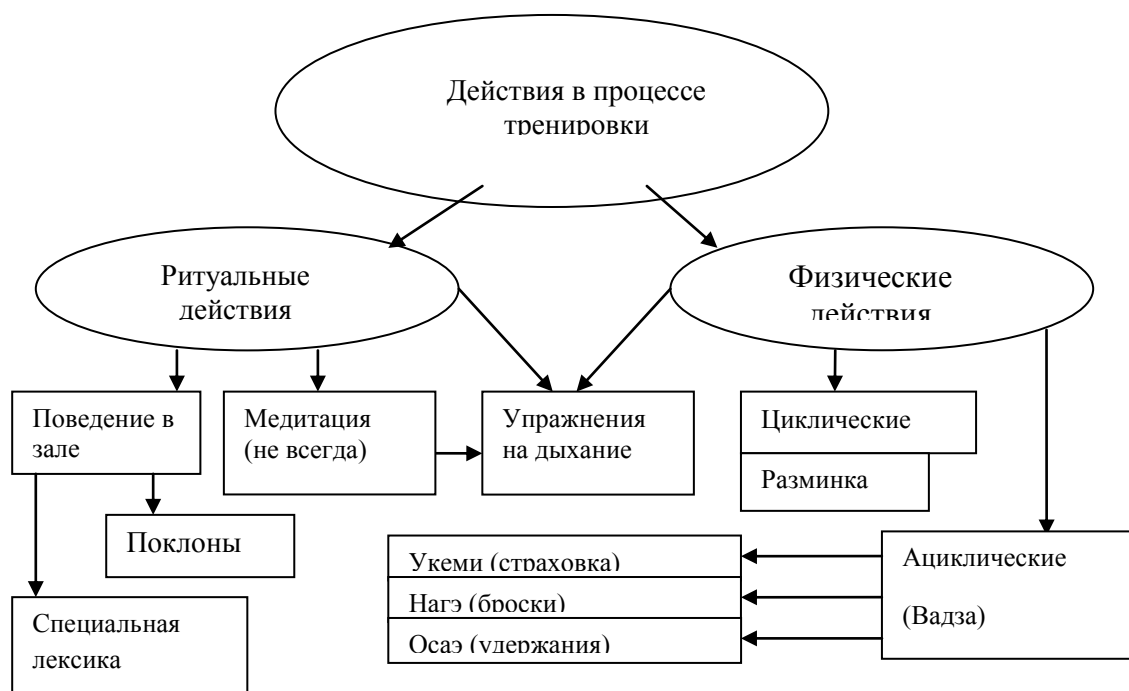 Действия в процессе
тренировки
Ритуальные
действия
Физические
действия
Поведение в
зале
Медитация
(не всегда)
Упражнения
на дыхание
Циклические
Разминка
Поклоны
Специальная
лексика
Укеми (страховка)
Нагэ (броски)
Осаэ (удержания)
Ациклические
(Вадза)